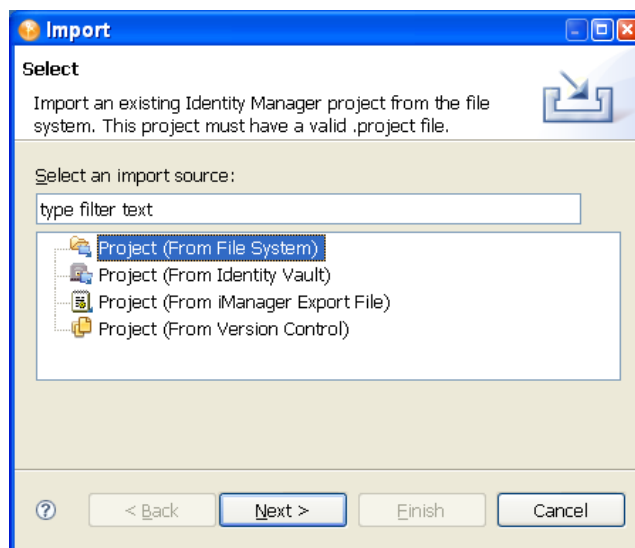 Import
Select
Import an existing Identity Manager project from the file
system. This project must have a valid .project file.
Select an import source:
type filter text
Project (From File System)
Project (From Identity Vault)
Project (From iManager Export File)
Project (From Version Control)
? < Back Next > Finish Cancel